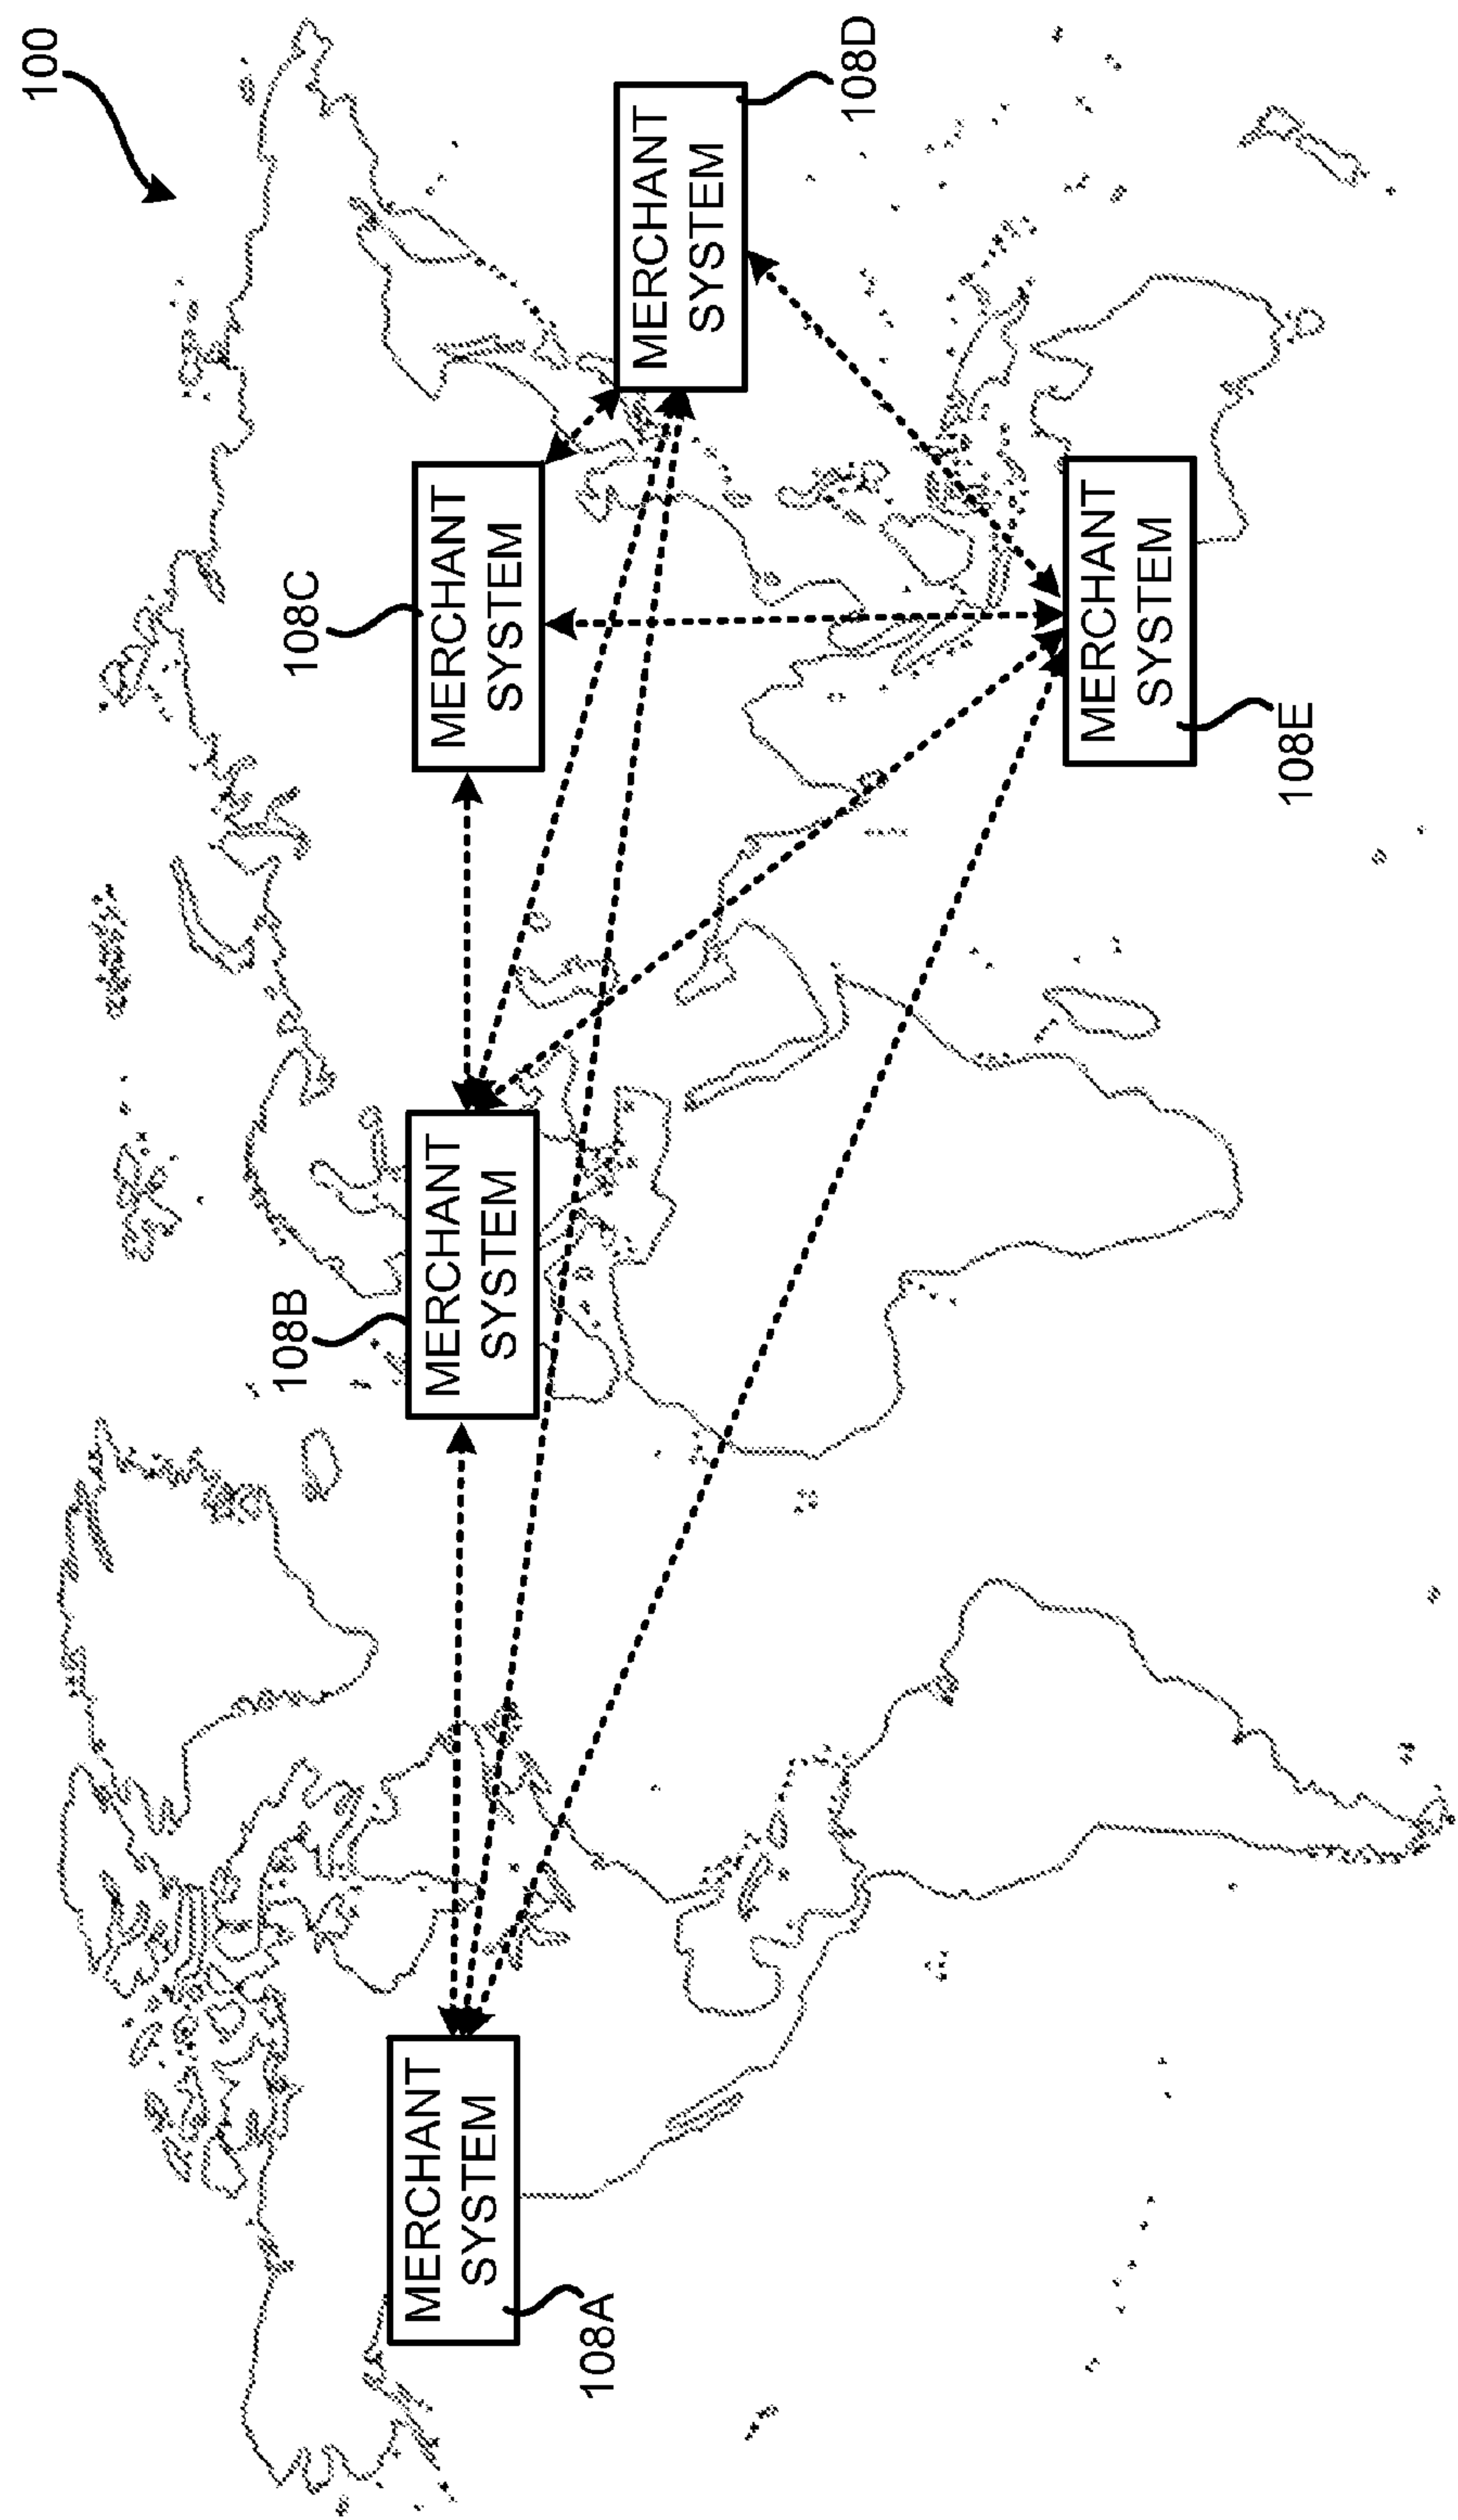 100
108C
MERCHANT
SYSTEM
108D
MERCHANT
SYSTEM
108B
MERCHANT
SYSTEM
108A
MERCHANT
SYSTEM
108E
MERCHANT
SYSTEM